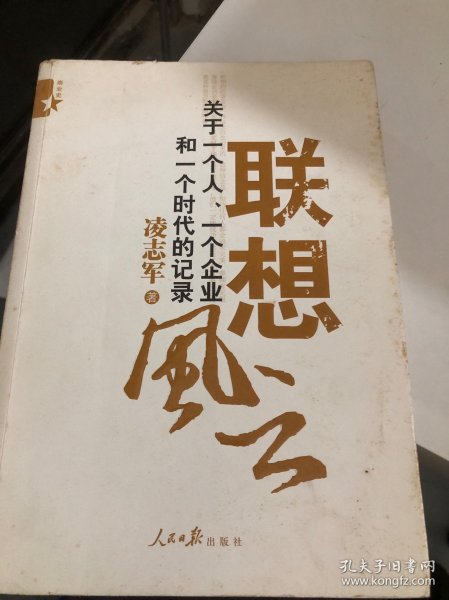 联想
风云
关于一个人、一个企业
和一个时代的记录
凌志军 著
人民日报出版社
孔夫子旧书网
www.kongfz.com